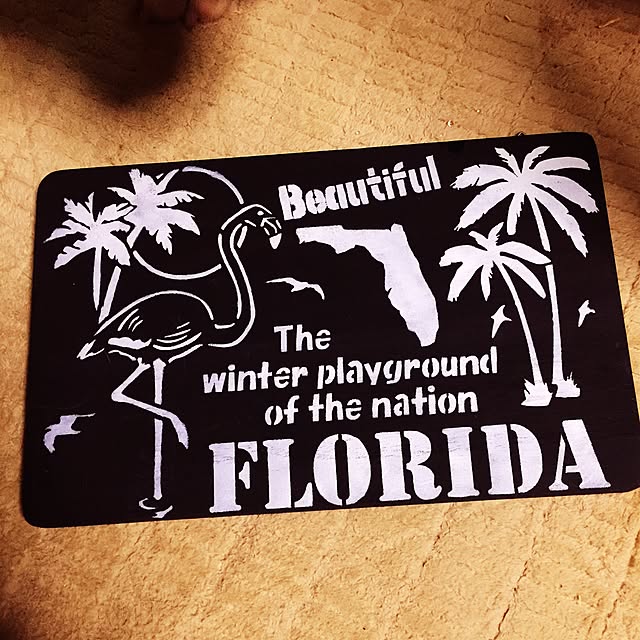 Beautiful
The
winter playground
of the nation
FLORIDA